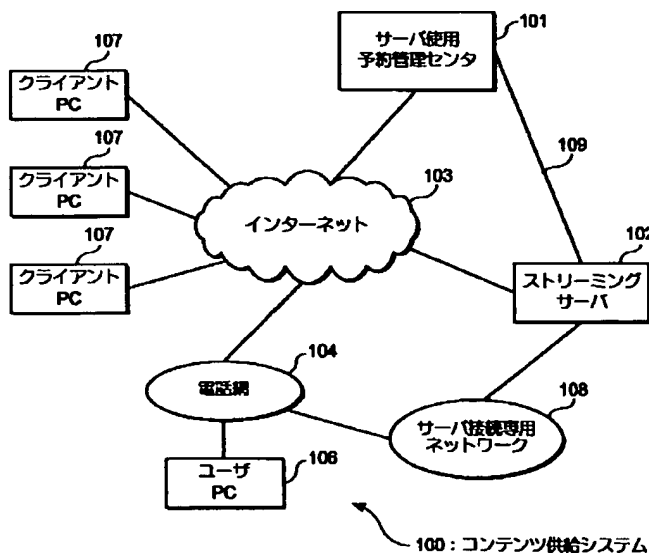 101
サーバ使用
予約管理センタ
107
クライアント
PC
107
クライアント
PC
103
インターネット
109
107
クライアント
PC
102
ストリーミング
サーバ
104
電話網
108
サーバ接続専用
ネットワーク
106
ユーザ
PC
100:コンテンツ供給システム